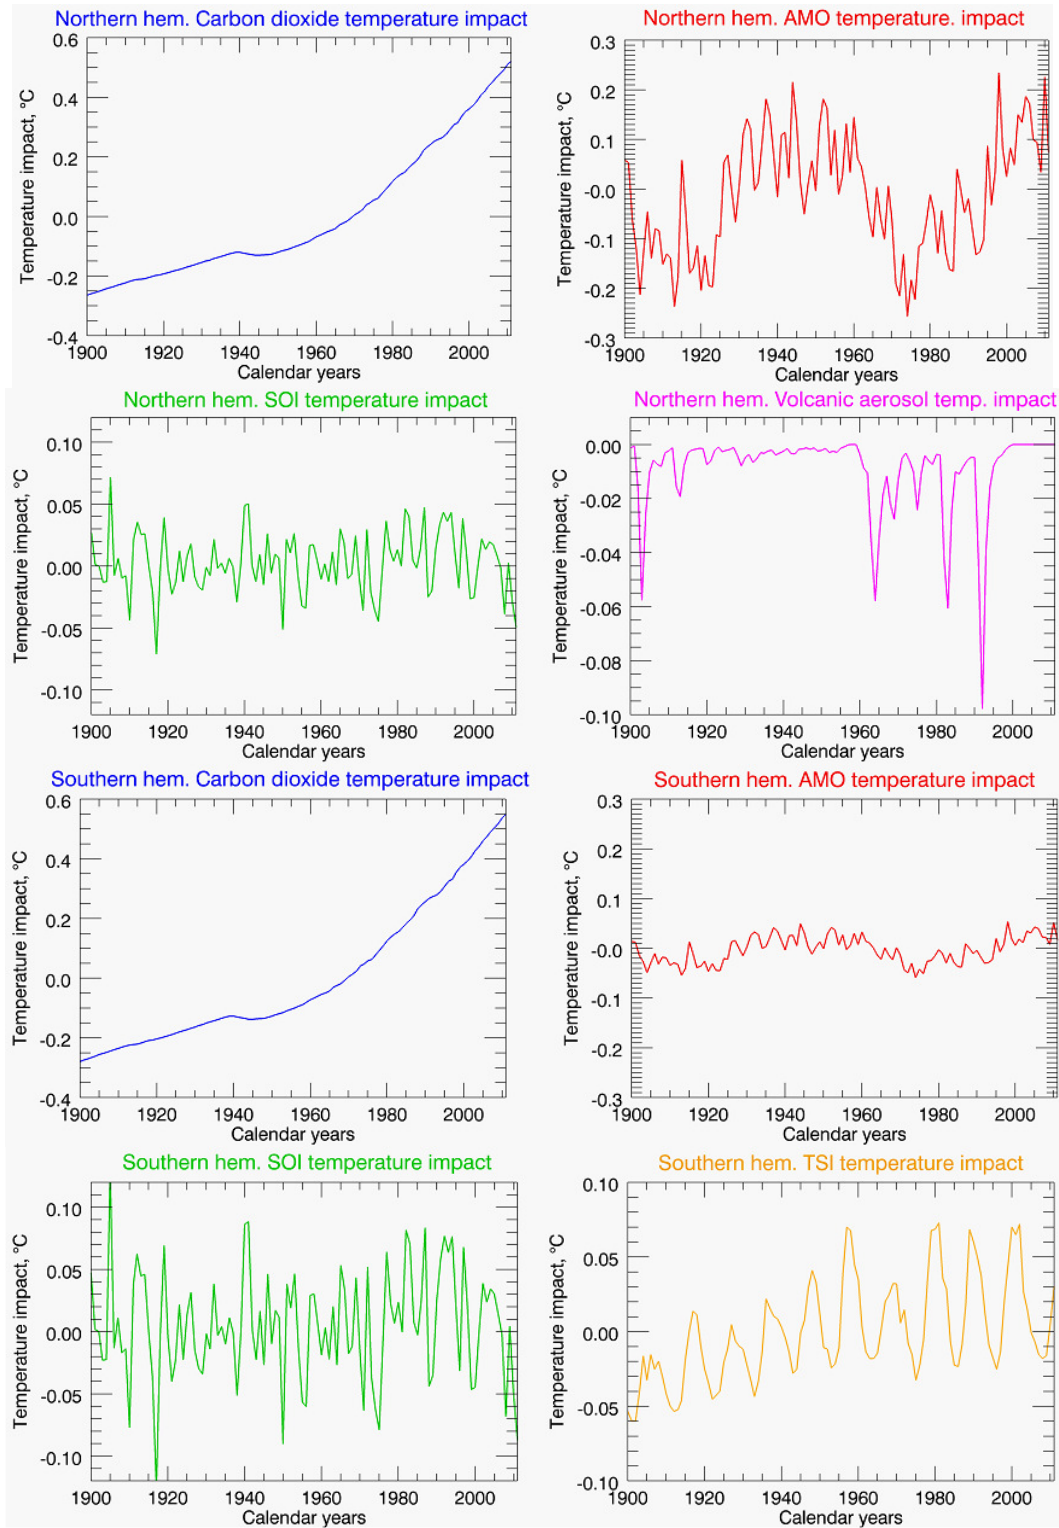 Northern hem. Carbon dioxide temperature impact
Northern hem. AMO temperature. impact
0.6
0.4
0.2
0.0
-0.2
-0.4
Temperature impact, °C
1900 1920 1940 1960 1980 2000
Calendar years
0.3
0.2
0.1
-0.0
-0.1
-0.2
-0.3
Temperature impact, °C
1900 1920 1940 1960 1980 2000
Calendar years
Northern hem. SOI temperature impact
Northern hem. Volcanic aerosol temp. impact
0.10
0.05
0.00
-0.05
-0.10
Temperature impact, °C
1900 1920 1940 1960 1980 2000
Calendar years
0.00
-0.02
-0.04
-0.06
-0.08
-0.10
Temperature impact, °C
1900 1920 1940 1960 1980 2000
Calendar years
Southern hem. Carbon dioxide temperature impact
Southern hem. AMO temperature impact
0.6
0.4
0.2
0.0
-0.2
-0.4
Temperature impact, °C
1900 1920 1940 1960 1980 2000
Calendar years
0.3
0.2
0.1
-0.0
-0.1
-0.2
-0.3
Temperature impact, °C
1900 1920 1940 1960 1980 2000
Calendar years
Southern hem. SOI temperature impact
Southern hem. TSI temperature impact
0.10
0.05
0.00
-0.05
-0.10
Temperature impact, °C
1900 1920 1940 1960 1980 2000
Calendar years
0.10
0.05
0.00
-0.05
-0.10
Temperature impact, °C
1900 1920 1940 1960 1980 2000
Calendar years